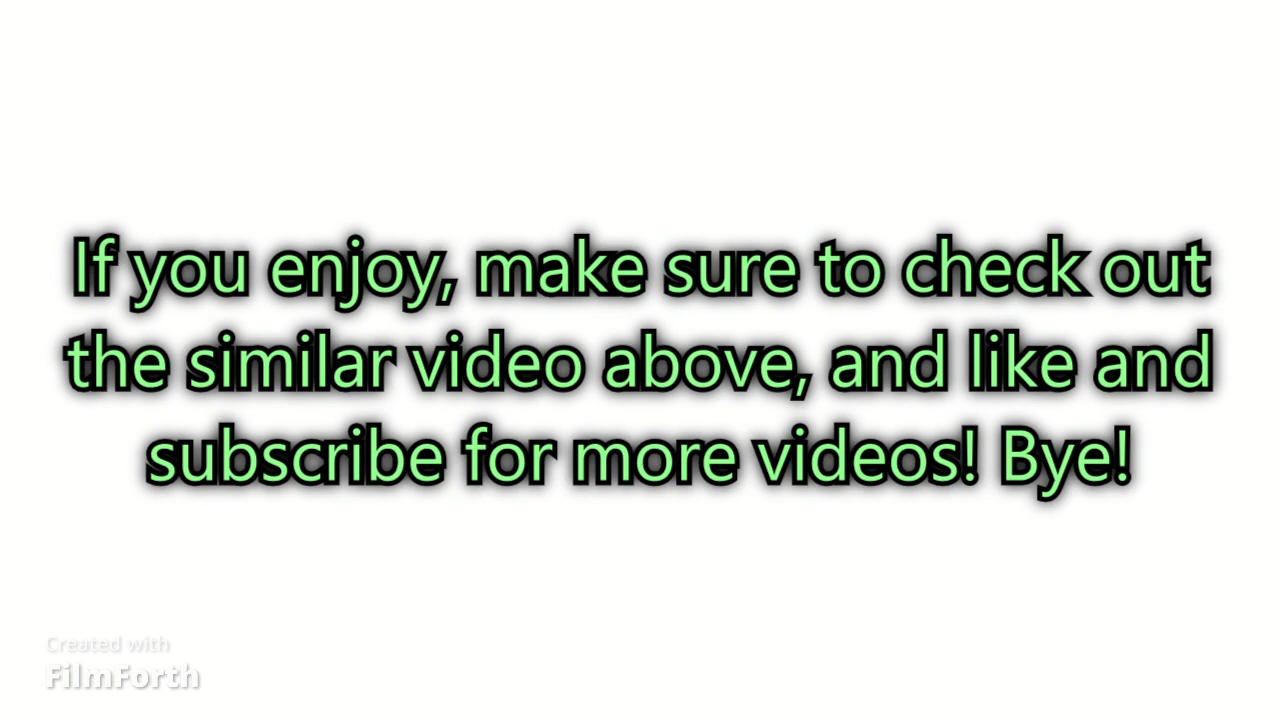 If you enjoy, make sure to check out
the similar video above, and like and
subscribe for more videos! Bye!
Created with
FilmForth